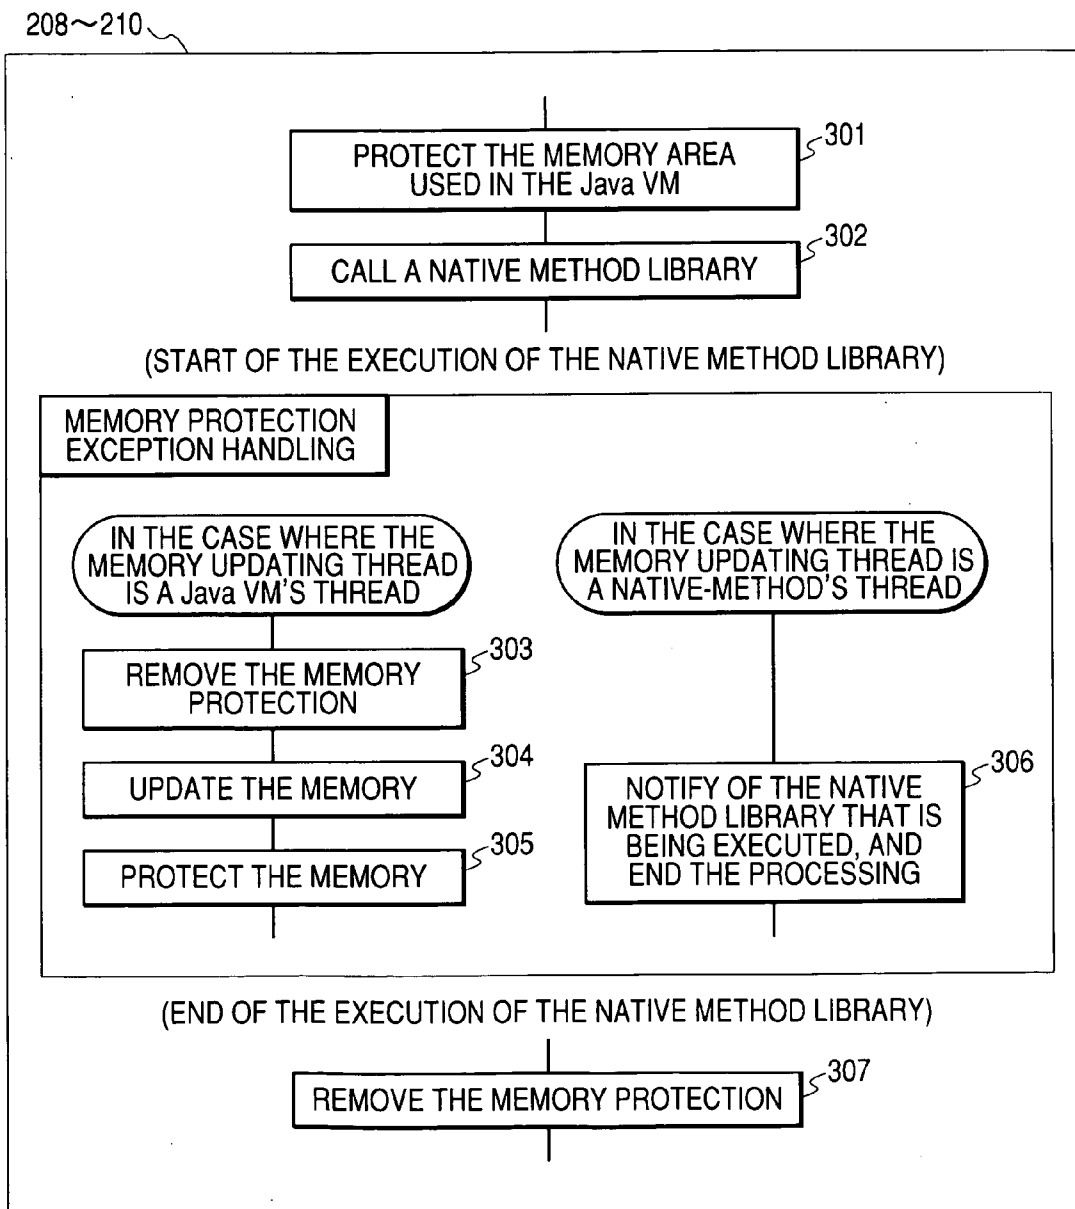 208~210
301
PROTECT THE MEMORY AREA
USED IN THE Java VM
302
CALL A NATIVE METHOD LIBRARY
(START OF THE EXECUTION OF THE NATIVE METHOD LIBRARY)
MEMORY PROTECTION
EXCEPTION HANDLING
IN THE CASE WHERE THE
MEMORY UPDATING THREAD
IS A Java VM'S THREAD
303
REMOVE THE MEMORY
PROTECTION
304
UPDATE THE MEMORY
305
PROTECT THE MEMORY
IN THE CASE WHERE THE
MEMORY UPDATING THREAD IS
A NATIVE-METHOD'S THREAD
306
NOTIFY OF THE NATIVE
METHOD LIBRARY THAT IS
BEING EXECUTED, AND
END THE PROCESSING
(END OF THE EXECUTION OF THE NATIVE METHOD LIBRARY)
307
REMOVE THE MEMORY PROTECTION